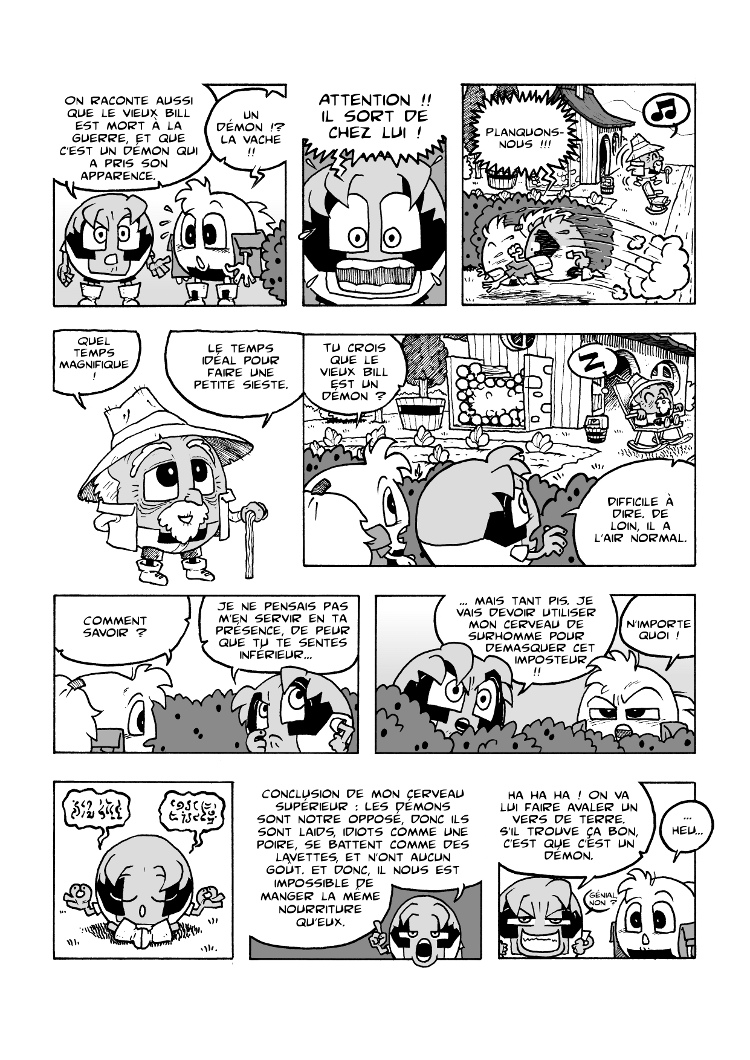 ON RACONTE AUSSI
QUE LE VIEUX BILL
EST MORT À LA
GUERRE, ET QUE
C'EST UN DÉMON QUI
A PRIS SON
APPARENCE.
UN
DÉMON !?
LA VACHE
!!
ATTENTION !!
IL SORT DE
CHEZ LUI !
PLANQUONS-
NOUS !!!
QUEL
TEMPS
MAGNIFIQUE
!
LE TEMPS
IDÉAL POUR
FAIRE UNE
PETITE SIESTE.
TU CROIS
QUE LE
VIEUX BILL
EST UN
DÉMON ?
Z
DIFFICILE À
DIRE. DE
LOIN, IL A
L'AIR NORMAL.
COMMENT
SAVOIR ?
JE NE PENSAIS PAS
M'EN SERVIR EN TA
PRÉSENCE, DE PEUR
QUE TU TE SENTES
INFÉRIEUR...
... MAIS TANT PIS. JE
VAIS DEVOIR UTILISER
MON CERVEAU DE
SURHOMME POUR
DEMASQUER CET
IMPOSTEUR
!!
N'IMPORTE
QUOI !
CONCLUSION DE MON CERVEAU
SUPÉRIEUR : LES DÉMONS
SONT NOTRE OPPOSÉ, DONC ILS
SONT LAIDS, IDIOTS COMME UNE
POIRE, SE BATTENT COMME DES
LAVETTES, ET N'ONT AUCUN
GOÛT. ET DONC, IL NOUS EST
IMPOSSIBLE DE
MANGER LA MÊME
NOURRITURE
QU'EUX.
HA HA HA ! ON VA
LUI FAIRE AVALER UN
VERS DE TERRE.
S'IL TROUVE ÇA BON,
C'EST QUE C'EST UN
DÉMON.
GÉNIAL
NON ?
...
HEU...